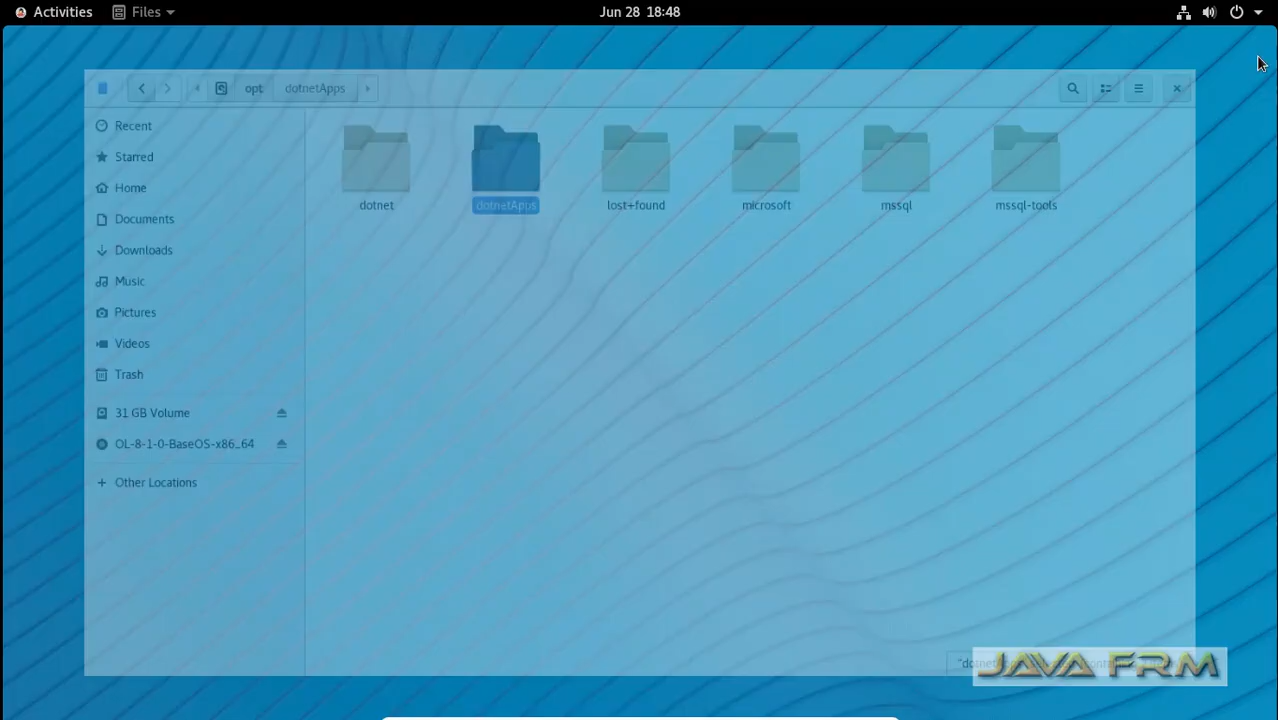 Activities Files Jun 28 18:48
opt dotnetApps
Recent
Starred
Home
Documents
Downloads
Music
Pictures
Videos
Trash
31 GB Volume
OL-8-1-0-BaseOS-x86_64
Other Locations
dotnet dotnetApps lost+found microsoft mssql mssql-tools
JAVA FRM